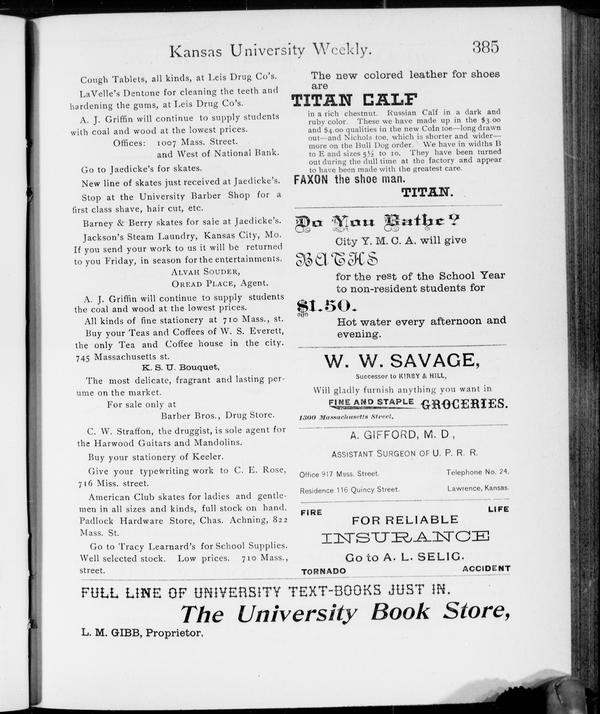 Kansas University Weekly. 385
Cough Tablets, all kinds, at Leis Drug Co's.
LaVelle's Dentone for cleaning the teeth and
hardening the gums, at Leis Drug Co's.
A. J. Griffin will continue to supply students
with coal and wood at the lowest prices.
Offices: 1007 Mass. Street.
and West of National Bank.
Go to Jaedicke's for skates.
New line of skates just received at Jaedicke's.
Stop at the University Barber Shop for a
first class shave, hair cut, etc.
Barney & Berry skates for sale at Jaedicke's.
Jackson's Steam Laundry, Kansas City, Mo.
If you send your work to us it will be returned
to you Friday, in season for the entertainments.
ALVAH SOUDER,
OREAD PLACE, Agent.
A. J. Griffin will continue to supply students
the coal and wood at the lowest prices.
All kinds of fine stationery at 710 Mass., st.
Buy your Teas and Coffees of W. S. Everett,
the only Tea and Coffee house in the city.
745 Massachusetts st.
K. S. U. Bouquet,
The most delicate, fragrant and lasting per-
ume on the market.
For sale only at
Barber Bros., Drug Store.
C. W. Straffon, the druggist, is sole agent for
the Harwood Guitars and Mandolins.
Buy your stationery of Keeler.
Give your typewriting work to C. E. Rose,
716 Miss. street.
American Club skates for ladies and gentle-
men in all sizes and kinds, full stock on hand.
Padlock Hardware Store, Chas. Achning, 822
Mass. St.
Go to Tracy Learnard's for School Supplies.
Well selected stock. Low prices. 710 Mass.,
street.
The new colored leather for shoes
are
TITAN CALF
in a rich chestnut. Russian Calf in a dark and
ruby color. These we have made up in the $3.00
and $4.00 qualities in the new Coln toe—long drawn
out—and Nichols toe, which is shorter and wider—
more on the Bull Dog order. We have in widths B
to E and sizes 5½ to 10. They have been turned
out during the dull time at the factory and appear
to have been made with the greatest care.
FAXON the shoe man.
TITAN.
Do You Bathe?
City Y. M. C. A. will give
BATHS
for the rest of the School Year
to non-resident students for
$1.50.
Hot water every afternoon and
evening.
W. W. SAVAGE,
Successor to KIRBY & HILL,
Will gladly furnish anything you want in
FINE AND STAPLE GROCERIES.
1300 Massachusetts Street,
A. GIFFORD, M. D,
ASSISTANT SURGEON OF U. P. R. R.
Office 917 Mass. Street. Telephone No. 24.
Residence 116 Quincy Street. Lawrence, Kansas.
FIRE LIFE
FOR RELIABLE
INSURANCE
Go to A. L. SELIG.
TORNADO ACCIDENT
FULL LINE OF UNIVERSITY TEXT-BOOKS JUST IN.
The University Book Store,
L. M. GIBB, Proprietor.